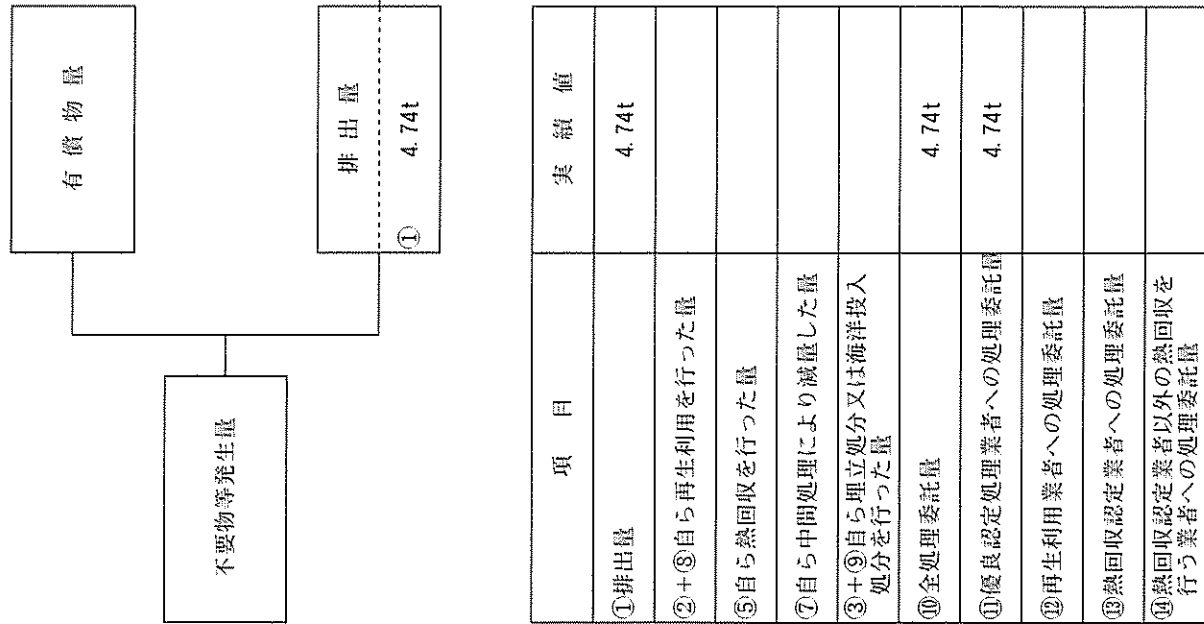 有償物量
不要物等発生量
排出量
① 4.74t
項目 実績値
①排出量 4.74t
②+⑧自ら再生利用を行った量
⑤自ら熱回収を行った量
⑦自ら中間処理により減量した量
③+⑨自ら埋立処分又は海洋投入
処分を行った量
⑩全処理委託量 4.74t
⑪優良認定処理業者への処理委託量 4.74t
⑫再生利用業者への処理委託量
⑬熱回収認定業者への処理委託量
⑭熱回収認定業者以外の熱回収を
行う業者への処理委託量